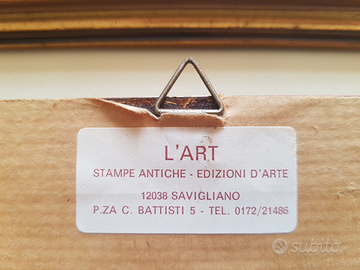 L'ART
STAMPE ANTICHE - EDIZIONI D'ARTE
12038 SAVIGLIANO
P.ZA C. BATTISTI 5 - TEL. 0172/21486
subito